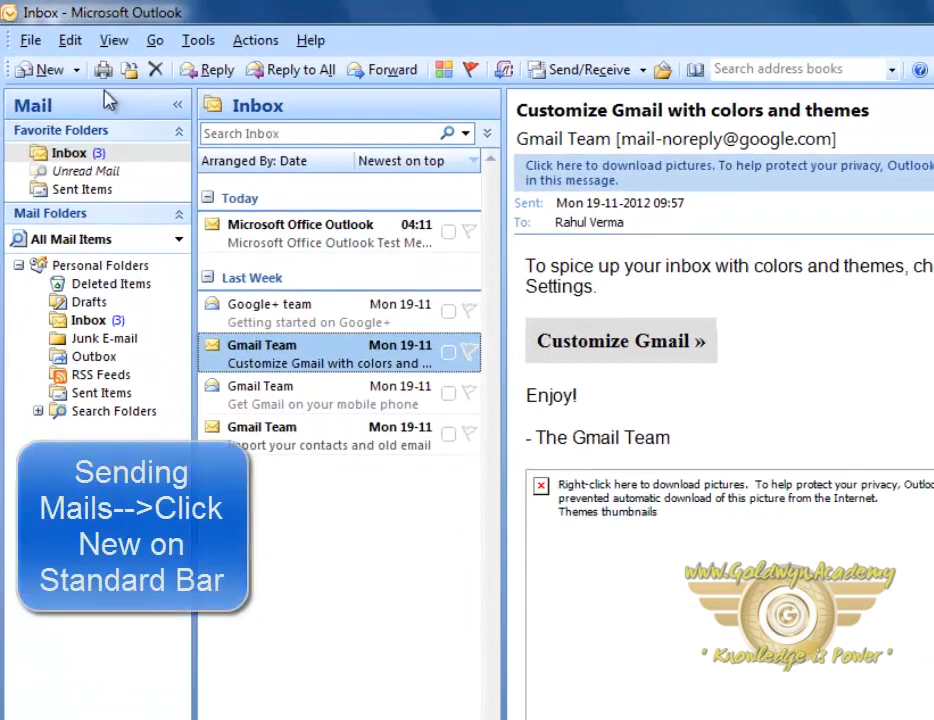 Inbox - Microsoft Outlook
File Edit View Go Tools Actions Help
New Reply Reply to All Forward Send/Receive Search address books
Mail «
Favorite Folders
Inbox (3)
Unread Mail
Sent Items
Mail Folders
All Mail Items
Personal Folders
Deleted Items
Drafts
Inbox (3)
Junk E-mail
Outbox
RSS Feeds
Sent Items
Search Folders
Sending
Mails-->Click
New on
Standard Bar
Inbox
Search Inbox
Arranged By: Date Newest on top
Today
Microsoft Office Outlook 04:11
Microsoft Office Outlook Test Me...
Last Week
Google+ team Mon 19-11
Getting started on Google+
Gmail Team Mon 19-11
Customize Gmail with colors and ...
Gmail Team Mon 19-11
Get Gmail on your mobile phone
Gmail Team Mon 19-11
Import your contacts and old email
Customize Gmail with colors and themes
Gmail Team [mail-noreply@google.com]
Click here to download pictures. To help protect your privacy, Outlook
in this message.
Sent: Mon 19-11-2012 09:57
To: Rahul Verma
To spice up your inbox with colors and themes, ch
Settings.
Customize Gmail »
Enjoy!
- The Gmail Team
Right-click here to download pictures. To help protect your privacy, Outloo
prevented automatic download of this picture from the Internet.
Themes thumbnails
www.GoldwynAcademy
G
" Knowledge is Power "